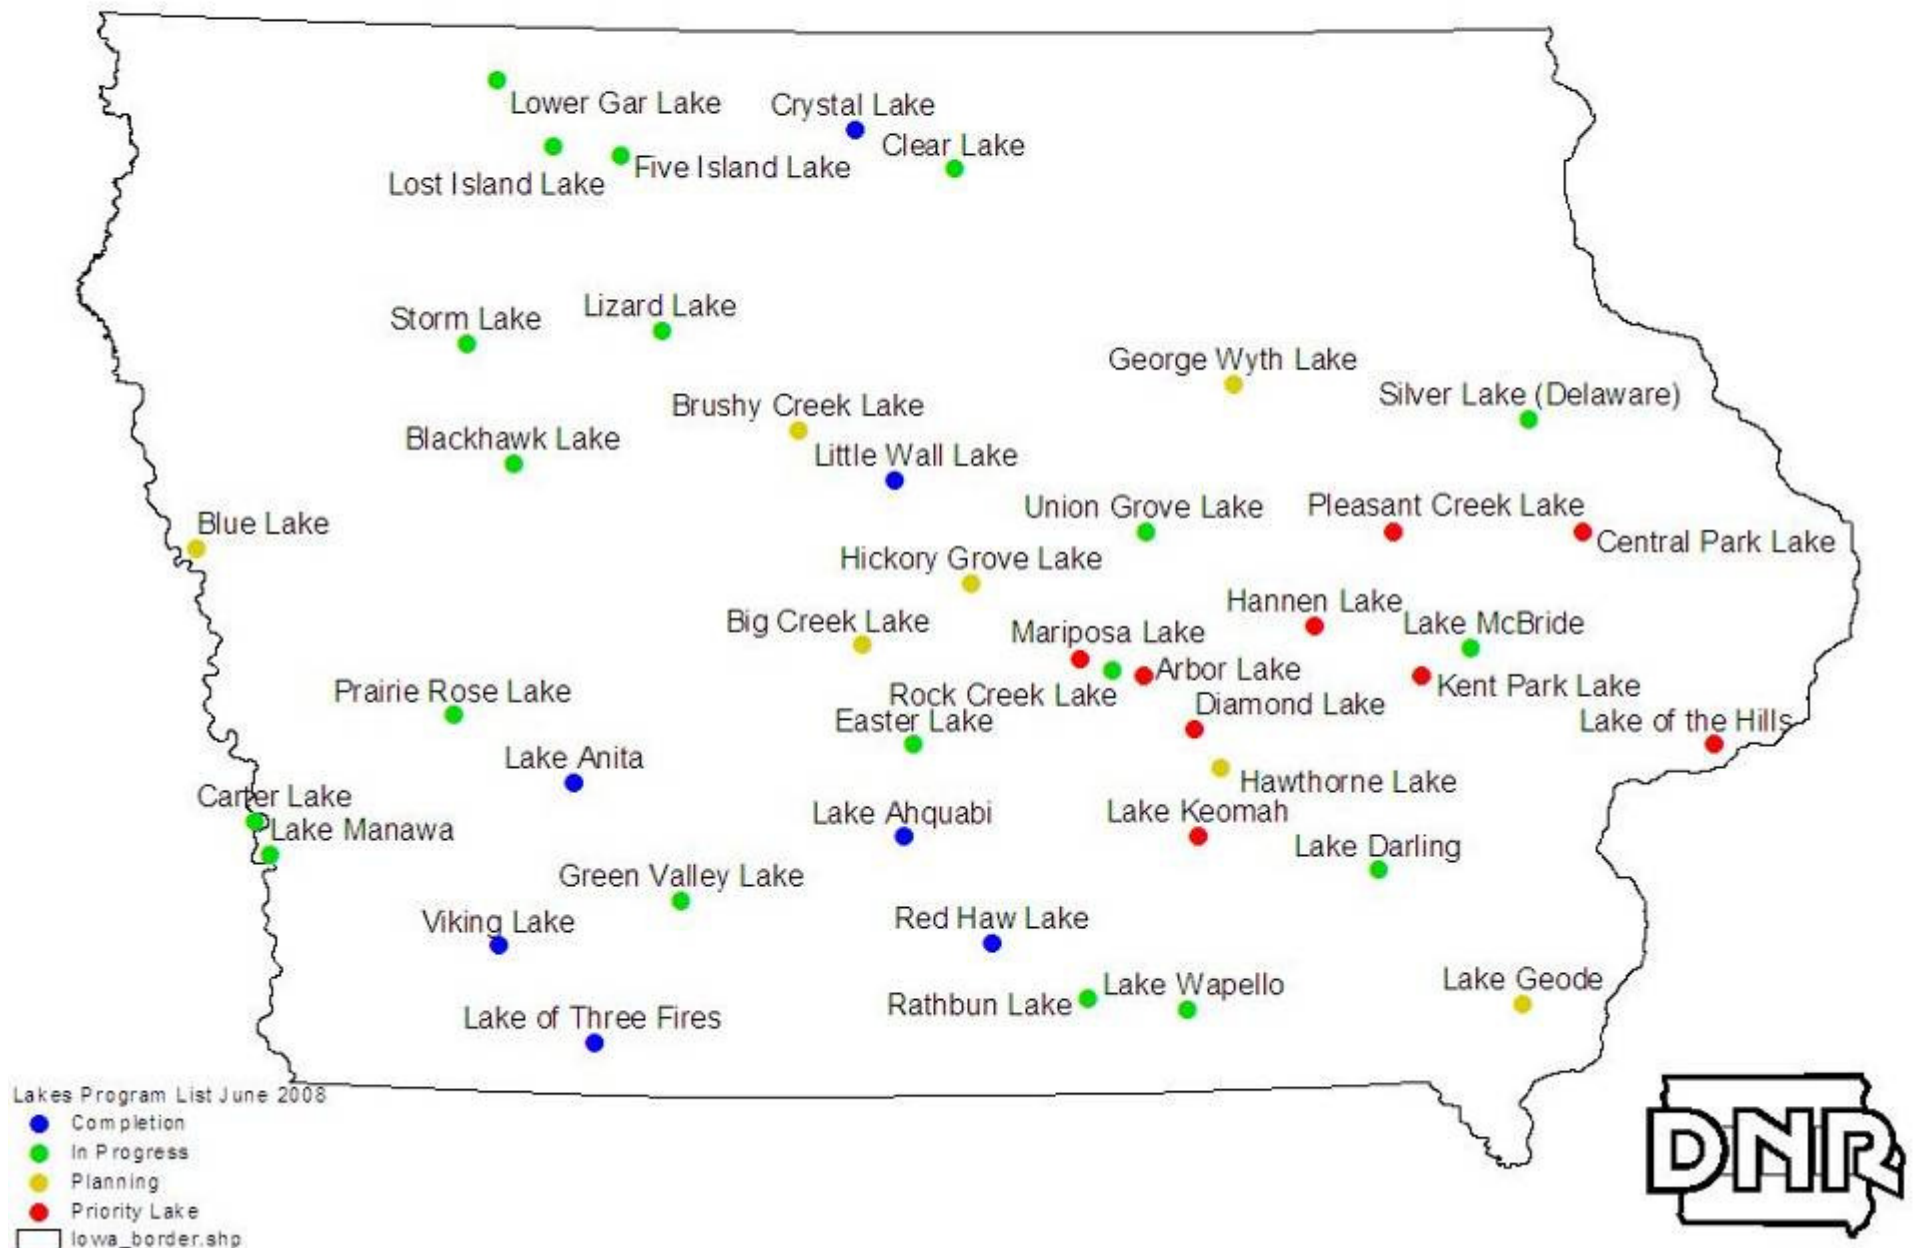 Lower Gar Lake
Crystal Lake
Clear Lake
Five Island Lake
Lost Island Lake
Lizard Lake
Storm Lake
George Wyth Lake
Silver Lake (Delaware)
Brushy Creek Lake
Blackhawk Lake
Little Wall Lake
Union Grove Lake
Pleasant Creek Lake
Blue Lake
Central Park Lake
Hickory Grove Lake
Hannen Lake
Big Creek Lake
Lake McBride
Mariposa Lake
Arbor Lake
Kent Park Lake
Prairie Rose Lake
Rock Creek Lake
Diamond Lake
Easter Lake
Lake of the Hills
Lake Anita
Hawthorne Lake
Carter Lake
Lake Ahquabi
Lake Keomah
Lake Manawa
Lake Darling
Green Valley Lake
Viking Lake
Red Haw Lake
Lake Geode
Lake Wapello
Rathbun Lake
Lake of Three Fires
Lakes Program List June 2008
Completion
In Progress
Planning
Priority Lake
Iowa_border.shp
DNR